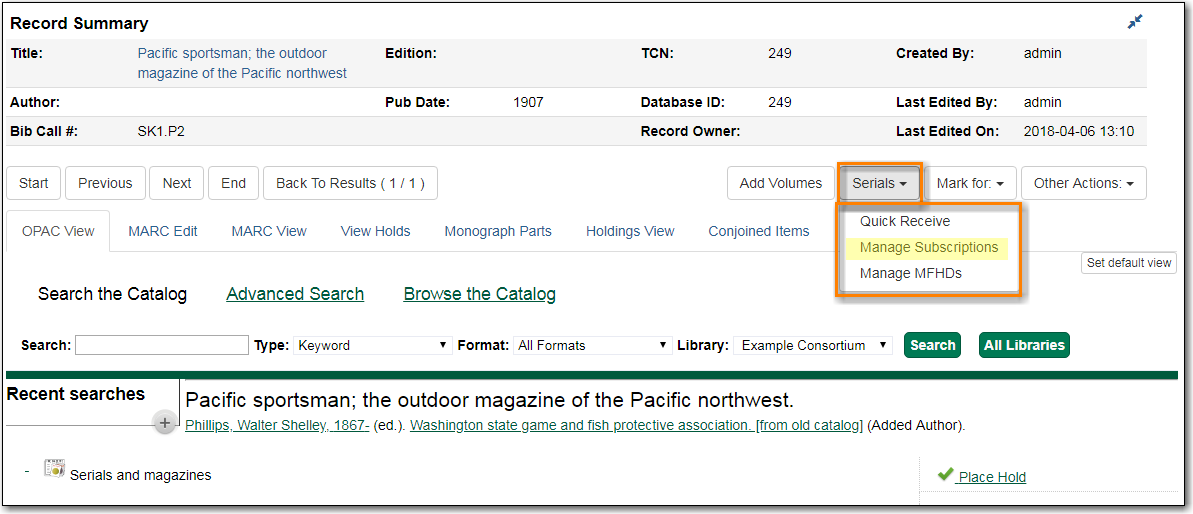 Record Summary
Title: Pacific sportsman; the outdoor magazine of the Pacific northwest Edition: TCN: 249 Created By: admin
Author: Pub Date: 1907 Database ID: 249 Last Edited By: admin
Bib Call #: SK1.P2 Record Owner: Last Edited On: 2018-04-06 13:10
Start Previous Next End Back To Results ( 1 / 1 ) Add Volumes Serials Mark for: Other Actions:
Quick Receive
Manage Subscriptions
Manage MFHDs
OPAC View MARC Edit MARC View View Holds Monograph Parts Holdings View Conjoined Items
Set default view
Search the Catalog Advanced Search Browse the Catalog
Search: Type: Keyword Format: All Formats Library: Example Consortium Search All Libraries
Recent searches
+
Pacific sportsman; the outdoor magazine of the Pacific northwest.
Phillips, Walter Shelley, 1867- (ed.). Washington state game and fish protective association. [from old catalog] (Added Author).
- Serials and magazines
Place Hold